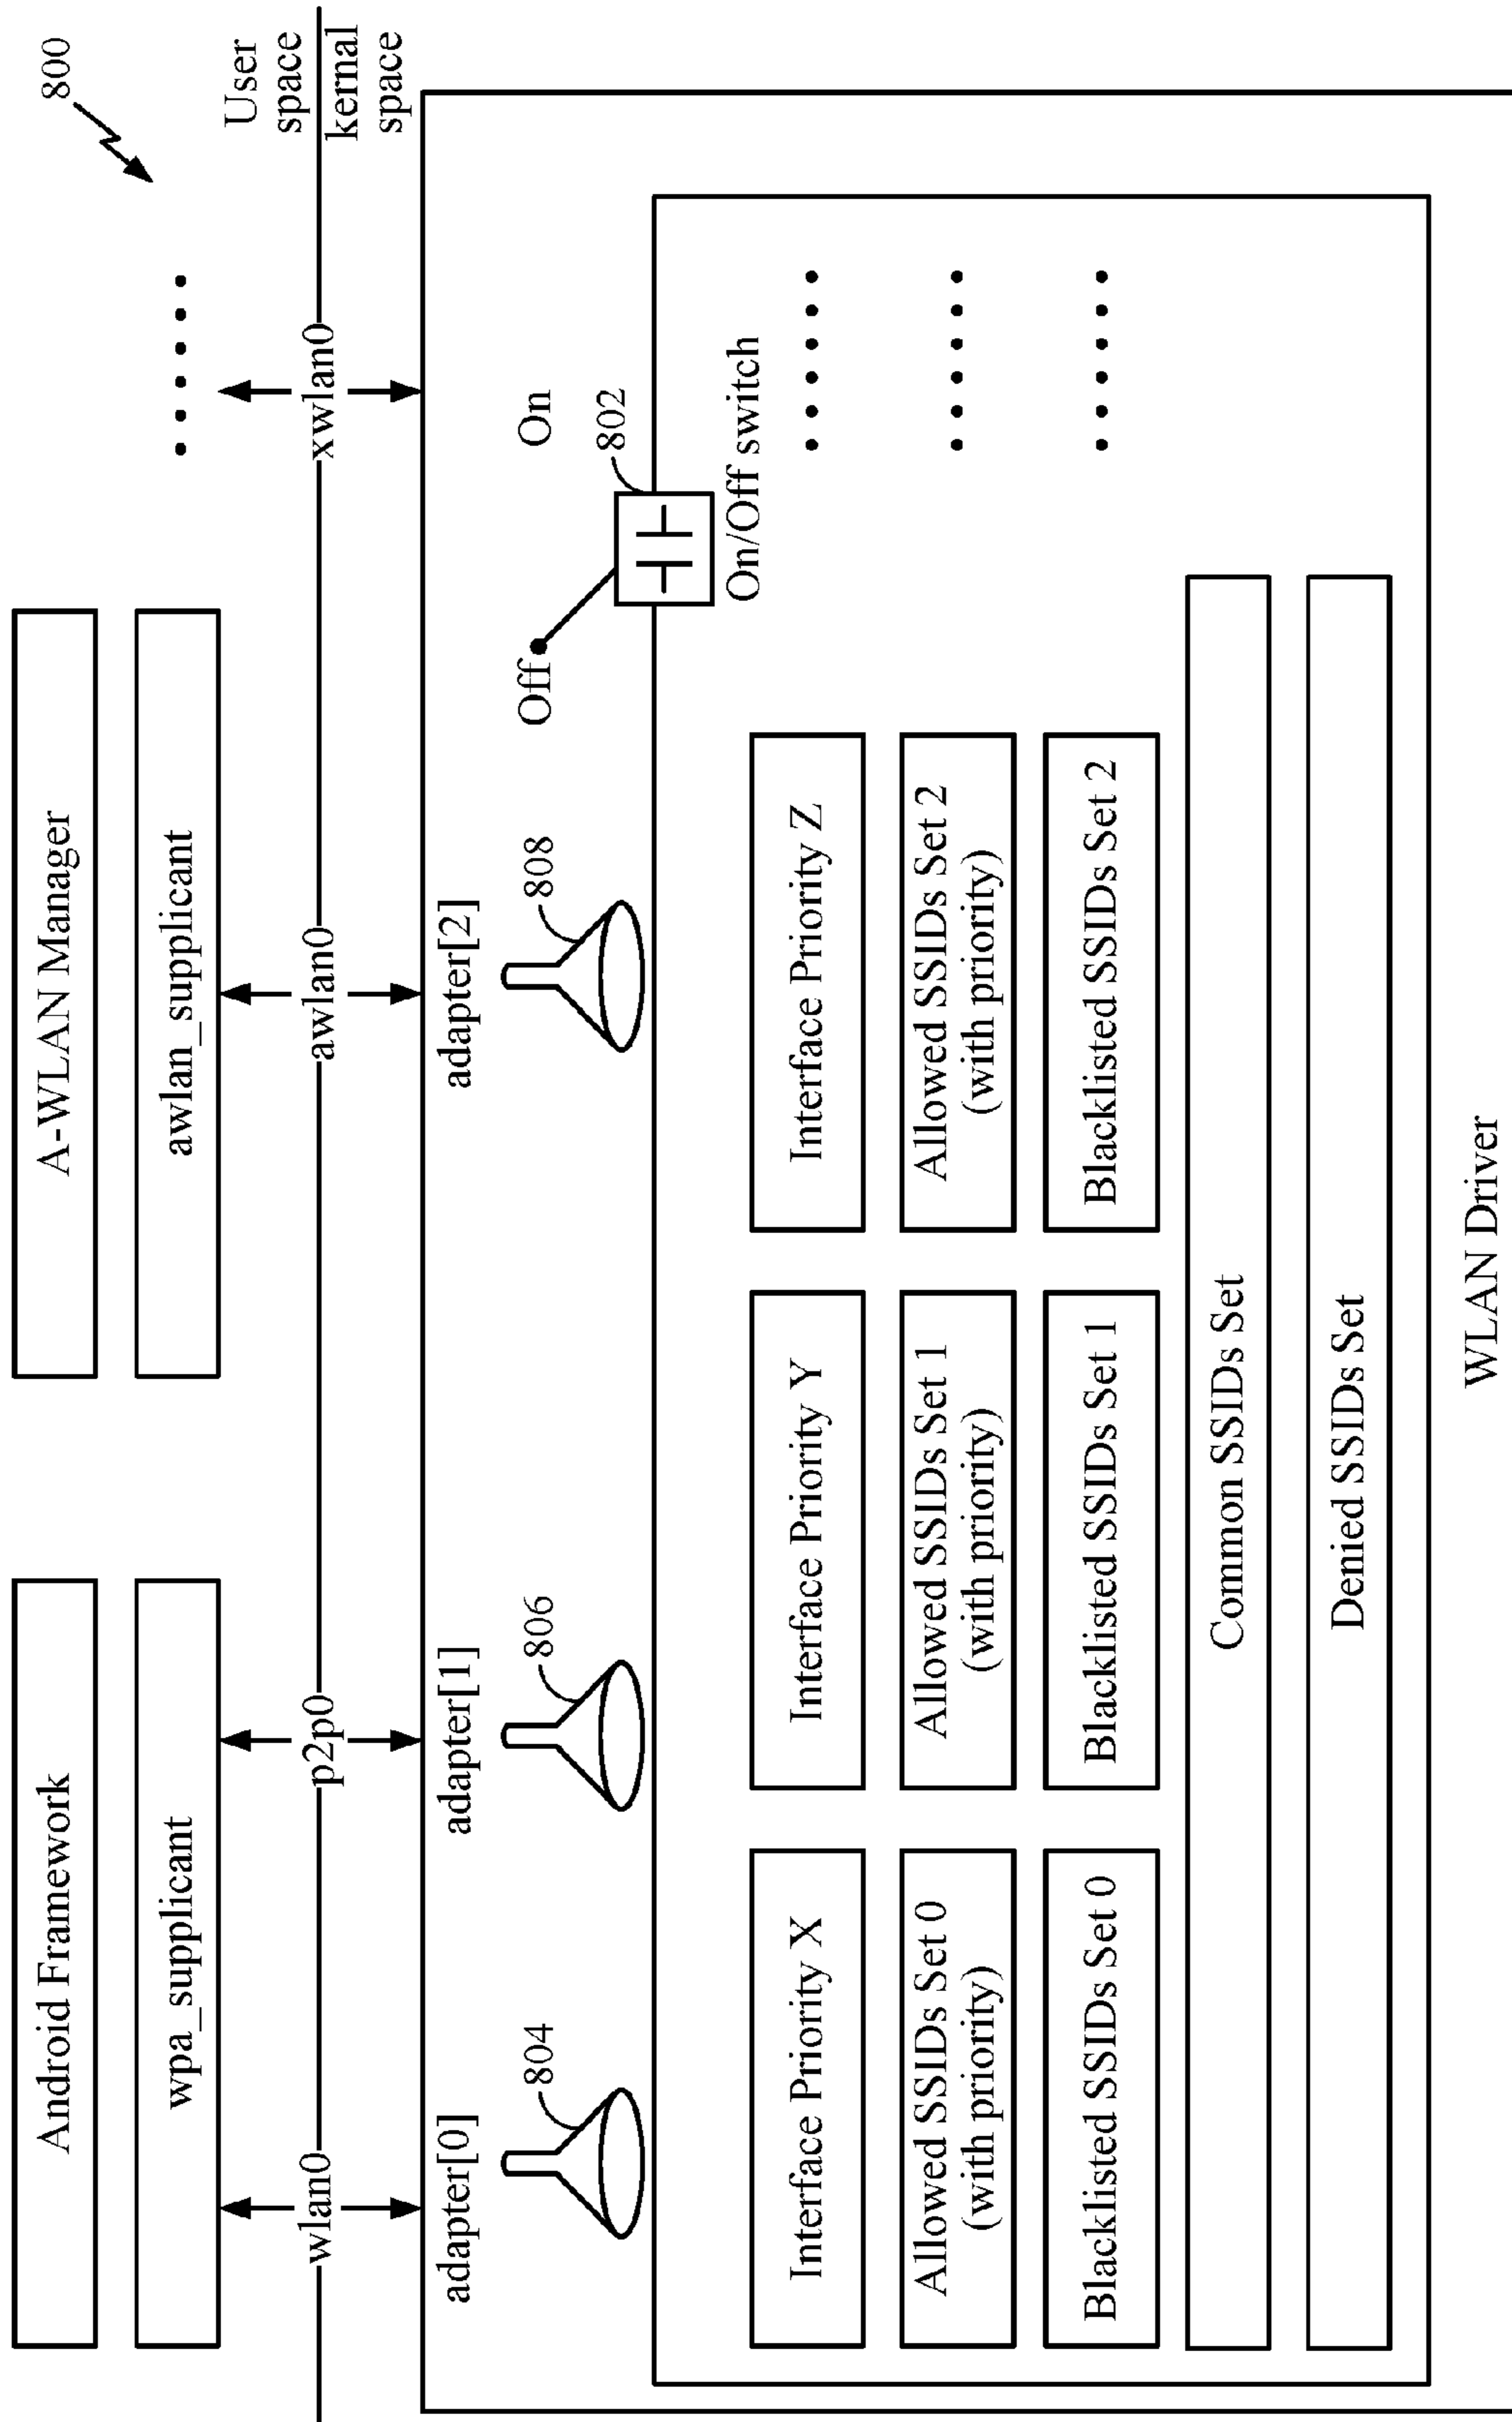 800
Android Framework
A-WLAN Manager
wpa_supplicant
awlan_supplicant
User
space
wlan0
p2p0
awlan0
xwlan0
kernal
space
adapter[0]
adapter[1]
adapter[2]
804
806
808
Off
On
802
On/Off switch
Interface Priority X
Interface Priority Y
Interface Priority Z
Allowed SSIDs Set 0
(with priority)
Allowed SSIDs Set 1
(with priority)
Allowed SSIDs Set 2
(with priority)
Blacklisted SSIDs Set 0
Blacklisted SSIDs Set 1
Blacklisted SSIDs Set 2
Common SSIDs Set
Denied SSIDs Set
WLAN Driver